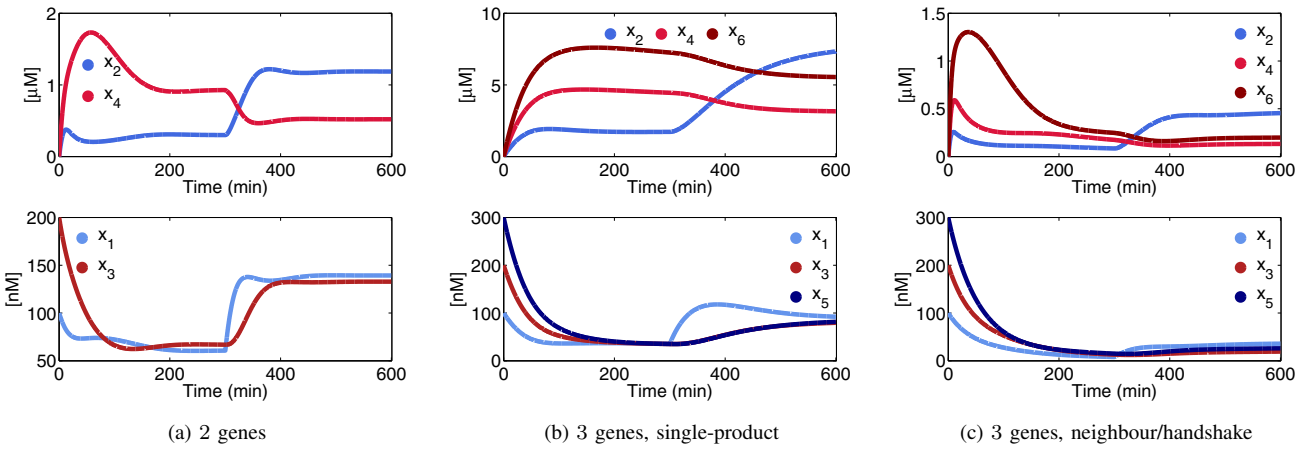 2
1
0
[µM]
x2
x4
0 200 400 600
Time (min)
10
5
0
[µM]
x2 x4 x6
0 200 400 600
Time (min)
1.5
1
0.5
0
[µM]
x2
x4
x6
0 200 400 600
Time (min)
200
150
100
50
[nM]
x1
x3
0 200 400 600
Time (min)
300
200
100
0
[nM]
x1
x3
x5
0 200 400 600
Time (min)
300
200
100
0
[nM]
x1
x3
x5
0 200 400 600
Time (min)
(a) 2 genes
(b) 3 genes, single-product
(c) 3 genes, neighbour/handshake